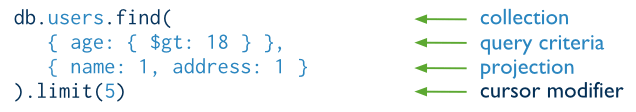 db.users.find( collection
{ age: { $gt: 18 } }, query criteria
{ name: 1, address: 1 } projection
).limit(5) cursor modifier